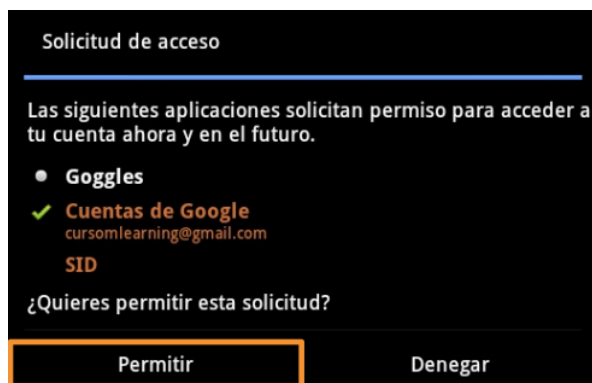 Solicitud de acceso
Las siguientes aplicaciones solicitan permiso para acceder a
tu cuenta ahora y en el futuro.
Goggles
Cuentas de Google
cursomlearning@gmail.com
SID
¿Quieres permitir esta solicitud?
Permitir
Denegar